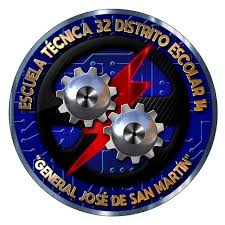 ESCUELA TÉCNICA 32 DISTRITO ESCOLAR 14
"GENERAL JOSÉ DE SAN MARTÍN"